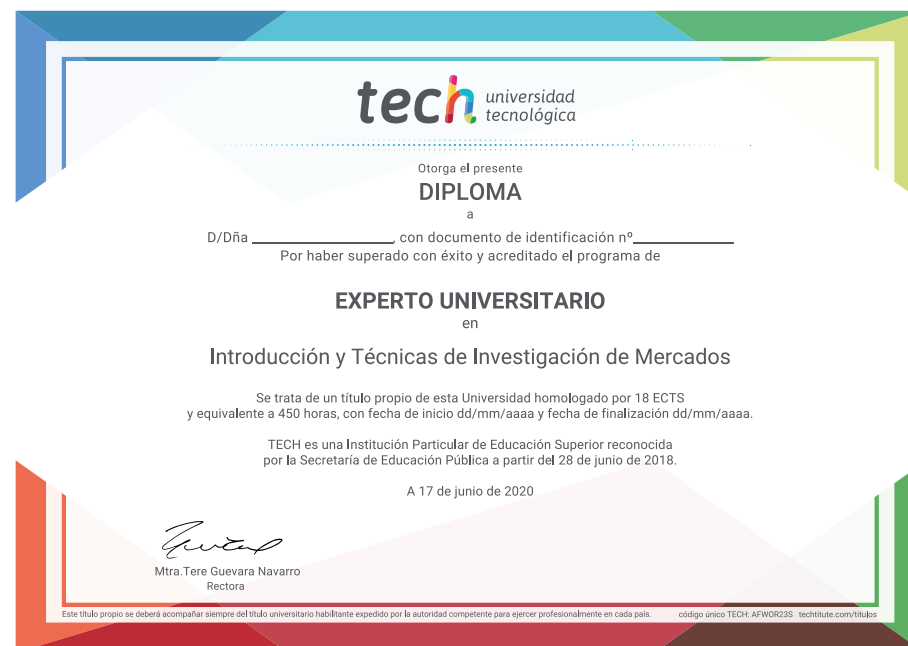 tech universidad
tecnológica
Otorga el presente
DIPLOMA
a
D/Dña ____________________, con documento de identificación nº______________
Por haber superado con éxito y acreditado el programa de
EXPERTO UNIVERSITARIO
en
Introducción y Técnicas de Investigación de Mercados
Se trata de un título propio de esta Universidad homologado por 18 ECTS
y equivalente a 450 horas, con fecha de inicio dd/mm/aaaa y fecha de finalización dd/mm/aaaa.
TECH es una Institución Particular de Educación Superior reconocida
por la Secretaría de Educación Pública a partir del 28 de junio de 2018.
A 17 de junio de 2020
Mtra.Tere Guevara Navarro
Rectora
Este título propio se deberá acompañar siempre del título universitario habilitante expedido por la autoridad competente para ejercer profesionalmente en cada país. código único TECH: AFWOR23S techtitute.com/títulos